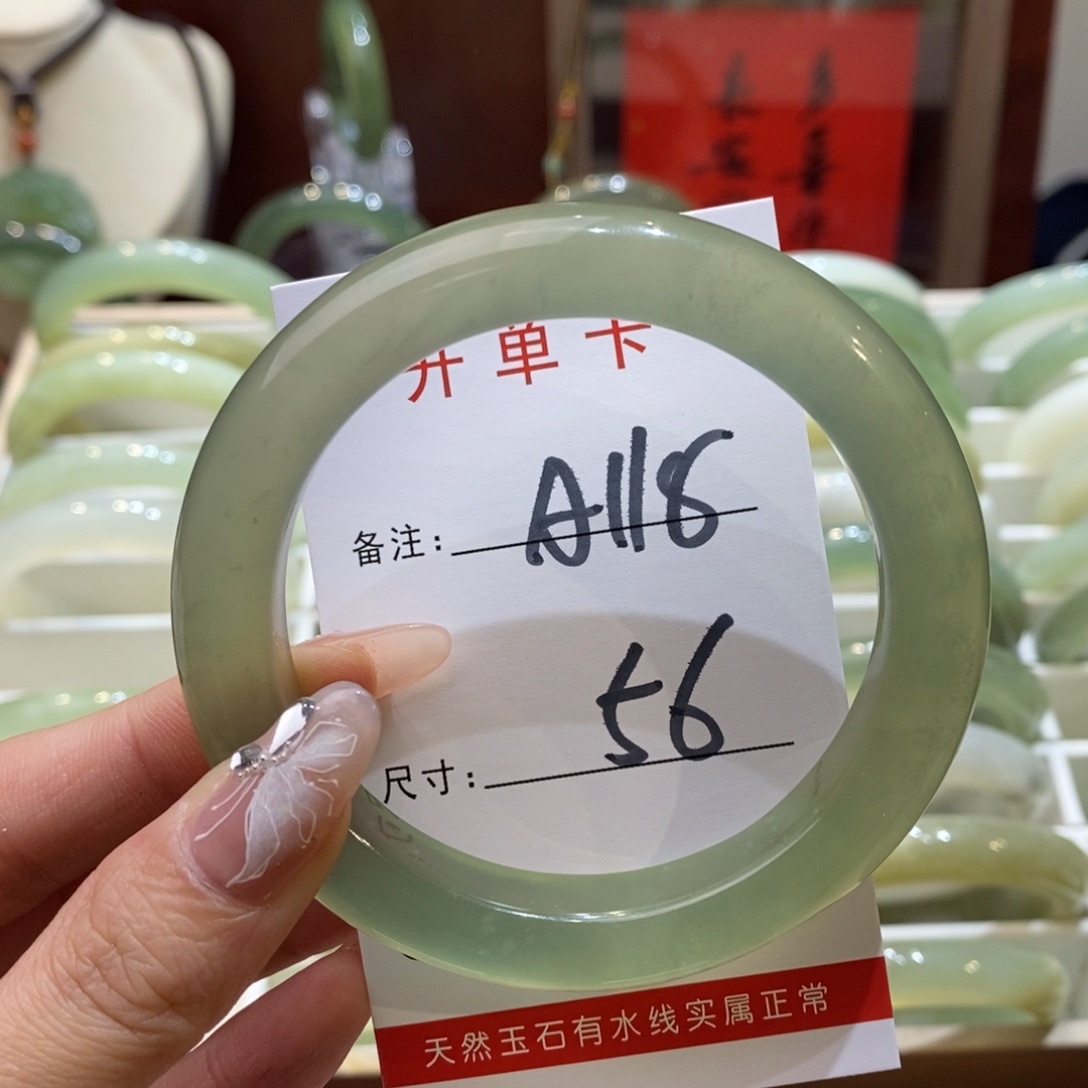 开单卡
备注: A118
尺寸: 56
天然玉石有水线实属正常